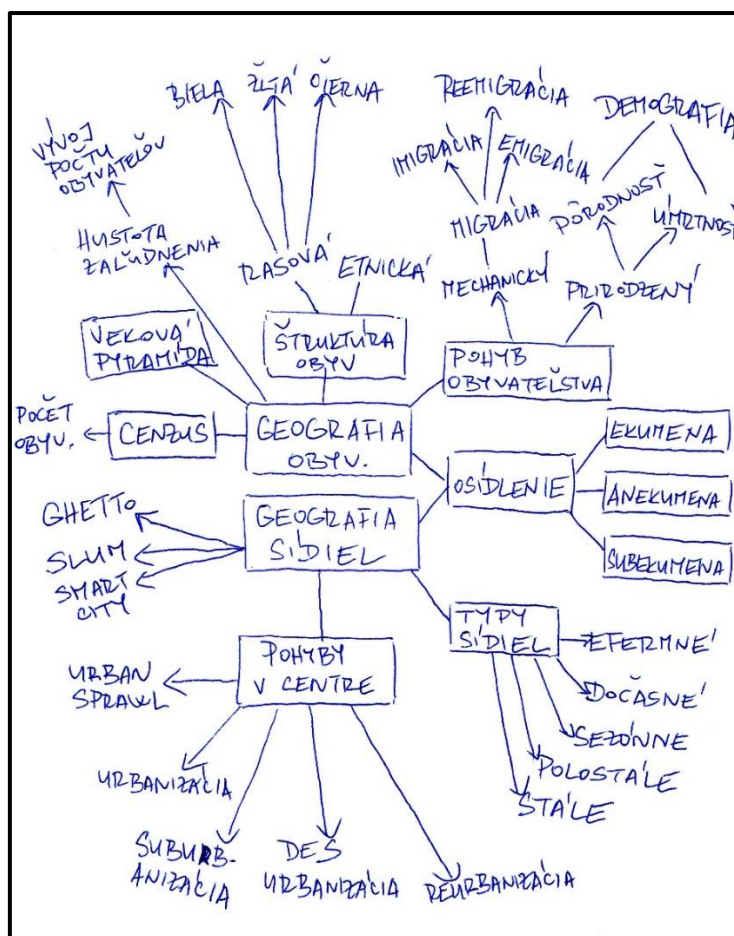 BIELA
ŽLTÁ
ČIERNA
REEMIGRÁCIA
DEMOGRAFIA
VÝVOJ
POČTU
OBYVATEĽOV
IMIGRÁCIA
EMIGRÁCIA
MIGRÁCIA
PÔRODNOSŤ
ÚMRTNOSŤ
HUSTOTA
ZAĽUDNENIA
RASOVÁ
ETNICKÁ
MECHANICKÝ
PRIRODZENÝ
VEKOVÁ
PYRAMÍDA
ŠTRUKTÚRA
OBYV
POHYB
OBYVATEĽSTVA
POČET
OBYV.
CENZUS
GEOGRAFIA
OBYV.
OSÍDLENIE
EKUMENA
ANEKUMENA
SUBEKUMENA
GHETTO
SLUM
SMART
CITY
GEOGRAFIA
SÍDIEL
TYPY
SÍDIEL
EFERMNÉ
DOČASNÉ
SEZÓNNE
POLOSTÁLE
STÁLE
URBAN
SPRAWL
POHYBY
V CENTRE
URBANIZÁCIA
SUBURB-
ANIZÁCIA
DES
URBANIZÁCIA
REURBANIZÁCIA